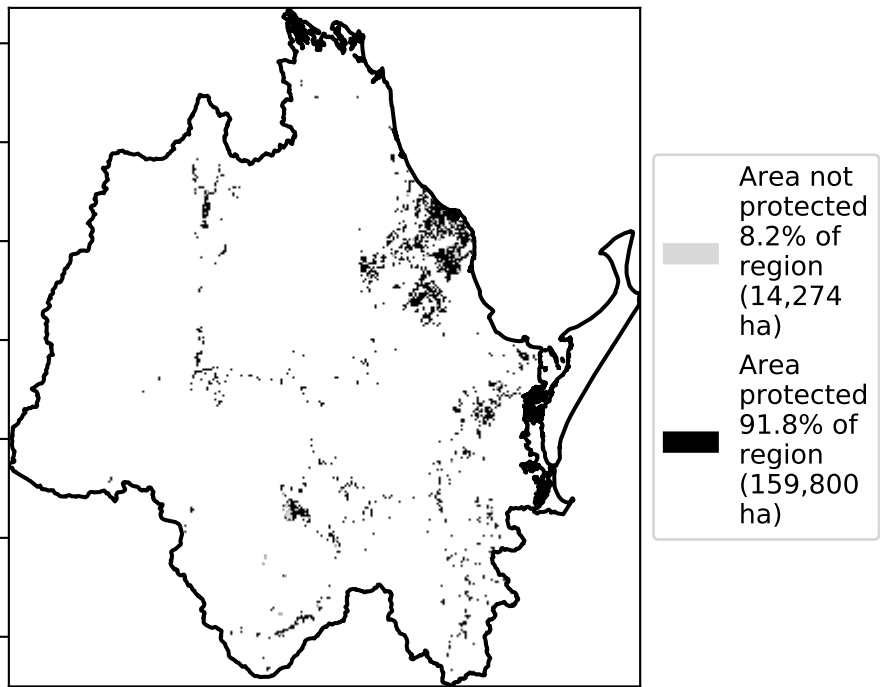 Area not
protected
8.2% of
region
(14,274
ha)
Area
protected
91.8% of
region
(159,800
ha)